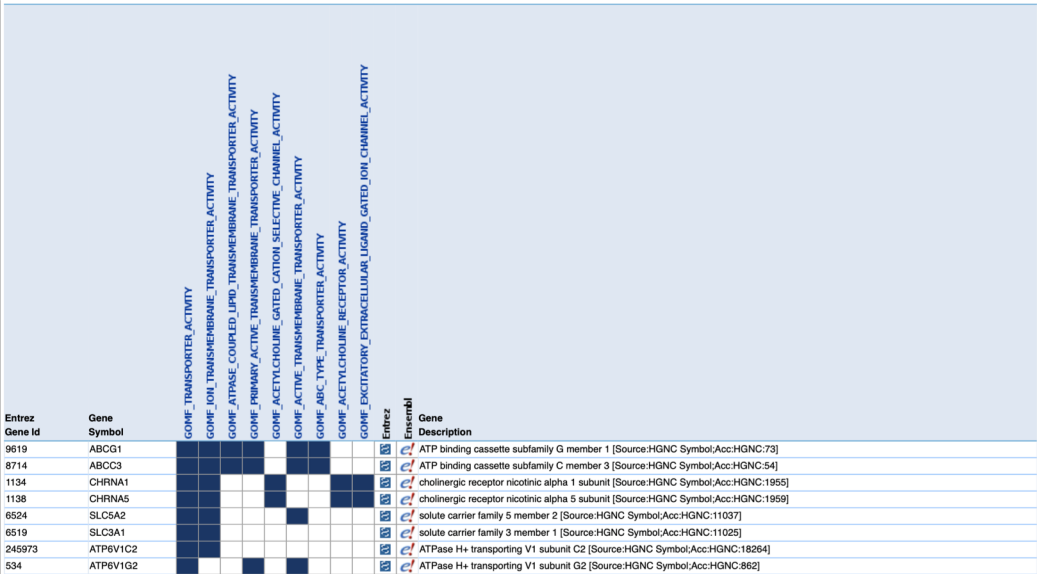 GOMF_TRANSPORTER_ACTIVITY
GOMF_ION_TRANSMEMBRANE_TRANSPORTER_ACTIVITY
GOMF_ATPASE_COUPLED_LIPID_TRANSMEMBRANE_TRANSPORTER_ACTIVITY
GOMF_PRIMARY_ACTIVE_TRANSMEMBRANE_TRANSPORTER_ACTIVITY
GOMF_ACETYLCHOLINE_GATED_CATION_SELECTIVE_CHANNEL_ACTIVITY
GOMF_ACTIVE_TRANSMEMBRANE_TRANSPORTER_ACTIVITY
GOMF_ABC_TYPE_TRANSPORTER_ACTIVITY
GOMF_ACETYLCHOLINE_RECEPTOR_ACTIVITY
GOMF_EXCITATORY_EXTRACELLULAR_LIGAND_GATED_ION_CHANNEL_ACTIVITY
Entrez
Ensembl
Entrez Gene Gene
Gene Id Symbol Description
9619 ABCG1 e! ATP binding cassette subfamily G member 1 [Source:HGNC Symbol;Acc:HGNC:73]
8714 ABCC3 e! ATP binding cassette subfamily C member 3 [Source:HGNC Symbol;Acc:HGNC:54]
1134 CHRNA1 e! cholinergic receptor nicotinic alpha 1 subunit [Source:HGNC Symbol;Acc:HGNC:1955]
1138 CHRNA5 e! cholinergic receptor nicotinic alpha 5 subunit [Source:HGNC Symbol;Acc:HGNC:1959]
6524 SLC5A2 e! solute carrier family 5 member 2 [Source:HGNC Symbol;Acc:HGNC:11037]
6519 SLC3A1 e! solute carrier family 3 member 1 [Source:HGNC Symbol;Acc:HGNC:11025]
245973 ATP6V1C2 e! ATPase H+ transporting V1 subunit C2 [Source:HGNC Symbol;Acc:HGNC:18264]
534 ATP6V1G2 e! ATPase H+ transporting V1 subunit G2 [Source:HGNC Symbol;Acc:HGNC:862]